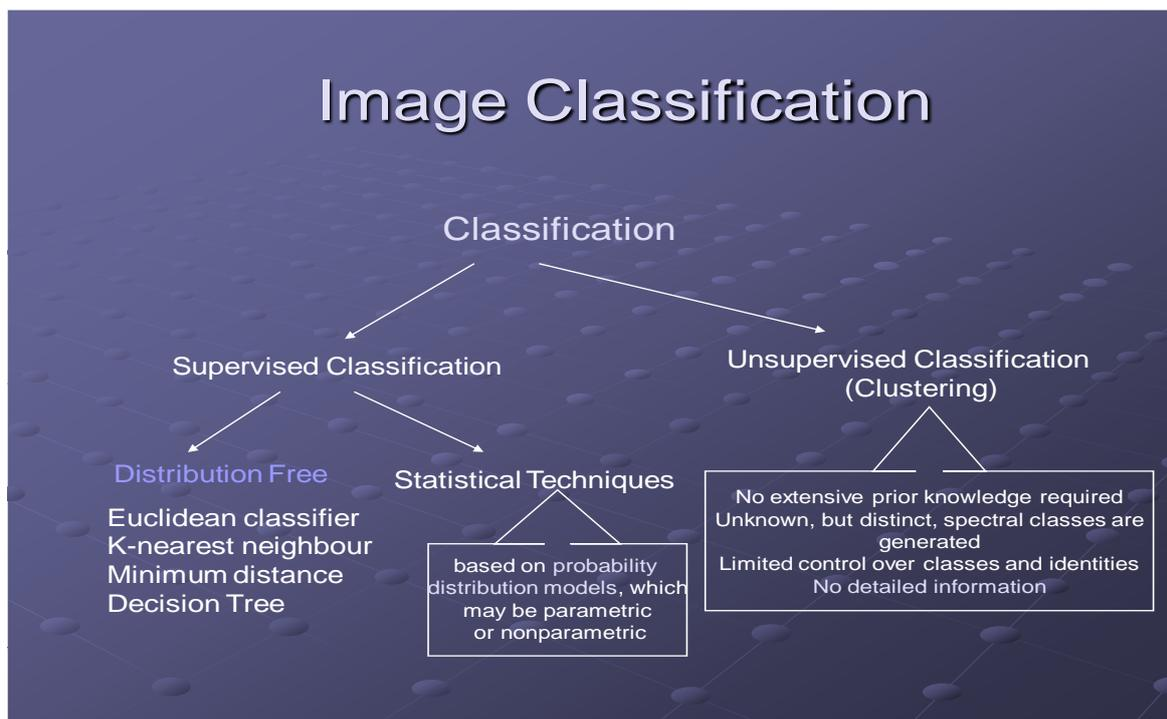 Image Classification
Classification
Supervised Classification
Unsupervised Classification
(Clustering)
Distribution Free
Euclidean classifier
K-nearest neighbour
Minimum distance
Decision Tree
Statistical Techniques
based on probability
distribution models, which
may be parametric
or nonparametric
No extensive prior knowledge required
Unknown, but distinct, spectral classes are
generated
Limited control over classes and identities
No detailed information